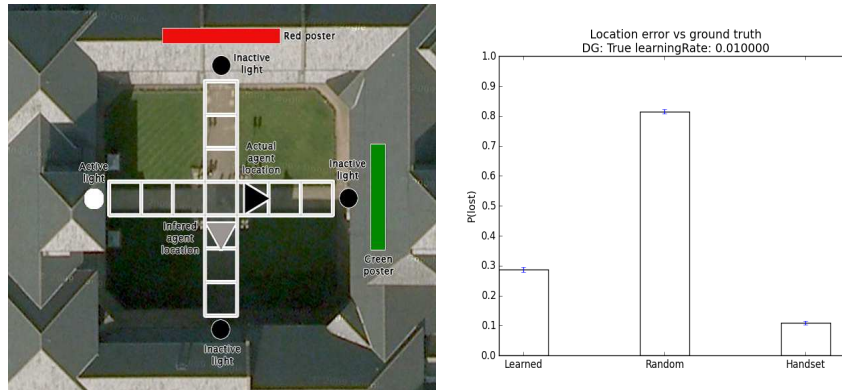 Red poster
Inactive
light
Actual
agent
location
Inactive
light
Active
light
Infered
agent
location
Green
poster
Inactive
light
Location error vs ground truth
DG: True learningRate: 0.010000
1.0
0.9
0.8
0.7
0.6
0.5
0.4
0.3
0.2
0.1
0.0
P(lost)
Learned
Random
Handset